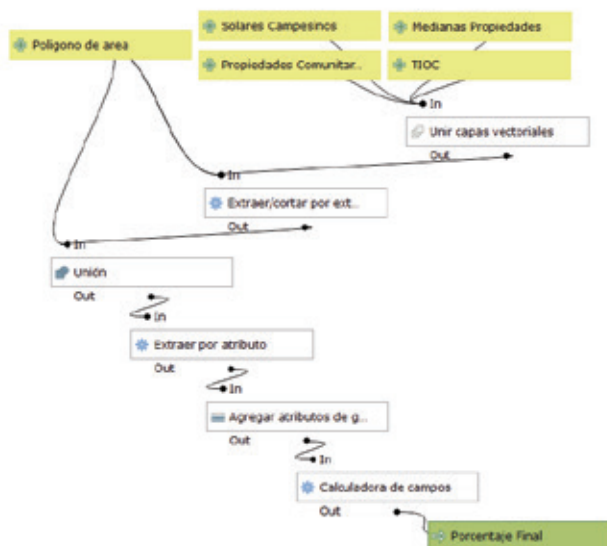 Poligono de area
Solares Campesinos
Medianas Propiedades
Propiedades Comunitar...
TIOC
In
Unir capas vectoriales
Out
In
Extraer/cortar por ext...
Out
In
Unión
Out
In
Extraer por atributo
Out
In
Agregar atributos de g...
Out
In
Calculadora de campos
Out
Porcentaje Final